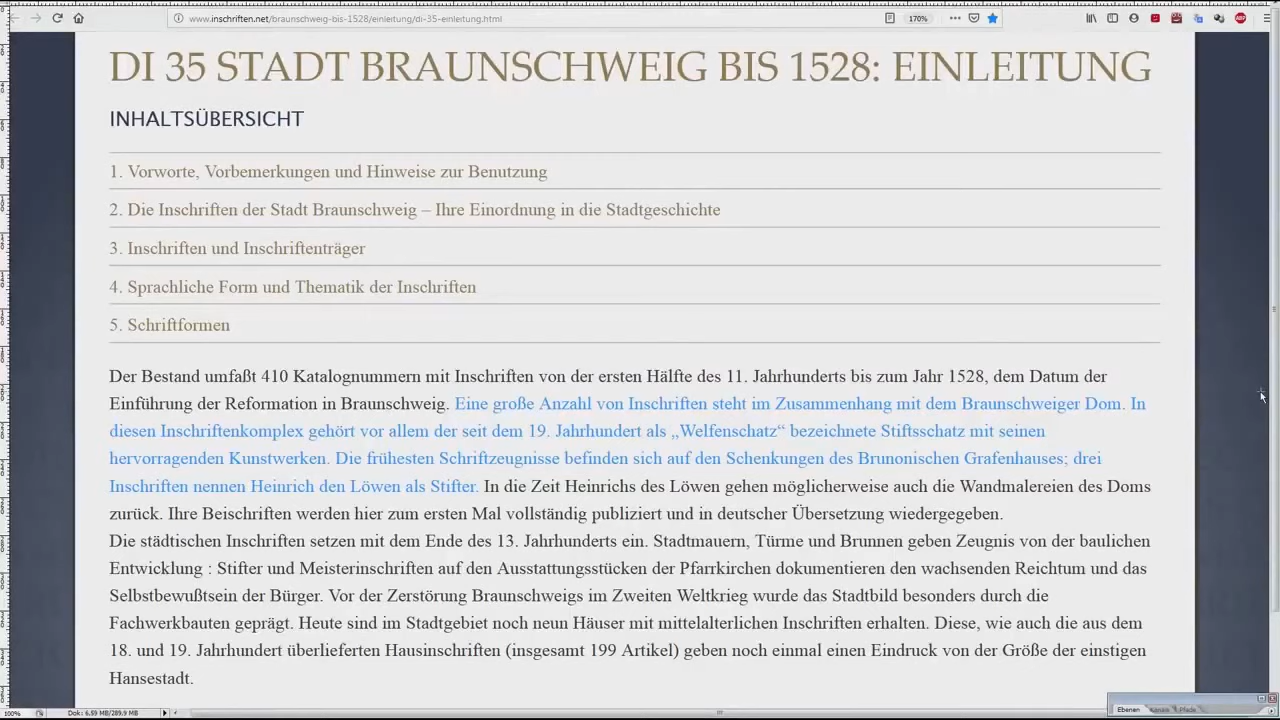 www.inschriften.net/braunschweig-bis-1528/einleitung/di-35-einleitung.html
170%
DI 35 STADT BRAUNSCHWEIG BIS 1528: EINLEITUNG
INHALTSÜBERSICHT
1. Vorworte, Vorbemerkungen und Hinweise zur Benutzung
2. Die Inschriften der Stadt Braunschweig – Ihre Einordnung in die Stadtgeschichte
3. Inschriften und Inschriftenträger
4. Sprachliche Form und Thematik der Inschriften
5. Schriftformen
Der Bestand umfaßt 410 Katalognummern mit Inschriften von der ersten Hälfte des 11. Jahrhunderts bis zum Jahr 1528, dem Datum der
Einführung der Reformation in Braunschweig. Eine große Anzahl von Inschriften steht im Zusammenhang mit dem Braunschweiger Dom. In
diesen Inschriftenkomplex gehört vor allem der seit dem 19. Jahrhundert als „Welfenschatz“ bezeichnete Stiftsschatz mit seinen
hervorragenden Kunstwerken. Die frühesten Schriftzeugnisse befinden sich auf den Schenkungen des Brunonischen Grafenhauses; drei
Inschriften nennen Heinrich den Löwen als Stifter. In die Zeit Heinrichs des Löwen gehen möglicherweise auch die Wandmalereien des Doms
zurück. Ihre Beischriften werden hier zum ersten Mal vollständig publiziert und in deutscher Übersetzung wiedergegeben.
Die städtischen Inschriften setzen mit dem Ende des 13. Jahrhunderts ein. Stadtmauern, Türme und Brunnen geben Zeugnis von der baulichen
Entwicklung : Stifter und Meisterinschriften auf den Ausstattungsstücken der Pfarrkirchen dokumentieren den wachsenden Reichtum und das
Selbstbewußtsein der Bürger. Vor der Zerstörung Braunschweigs im Zweiten Weltkrieg wurde das Stadtbild besonders durch die
Fachwerkbauten geprägt. Heute sind im Stadtgebiet noch neun Häuser mit mittelalterlichen Inschriften erhalten. Diese, wie auch die aus dem
18. und 19. Jahrhundert überlieferten Hausinschriften (insgesamt 199 Artikel) geben noch einmal einen Eindruck von der Größe der einstigen
Hansestadt.
100%
Dok: 6,59 MB/289,9 MB
Ebenen
Kanäle
Pfade